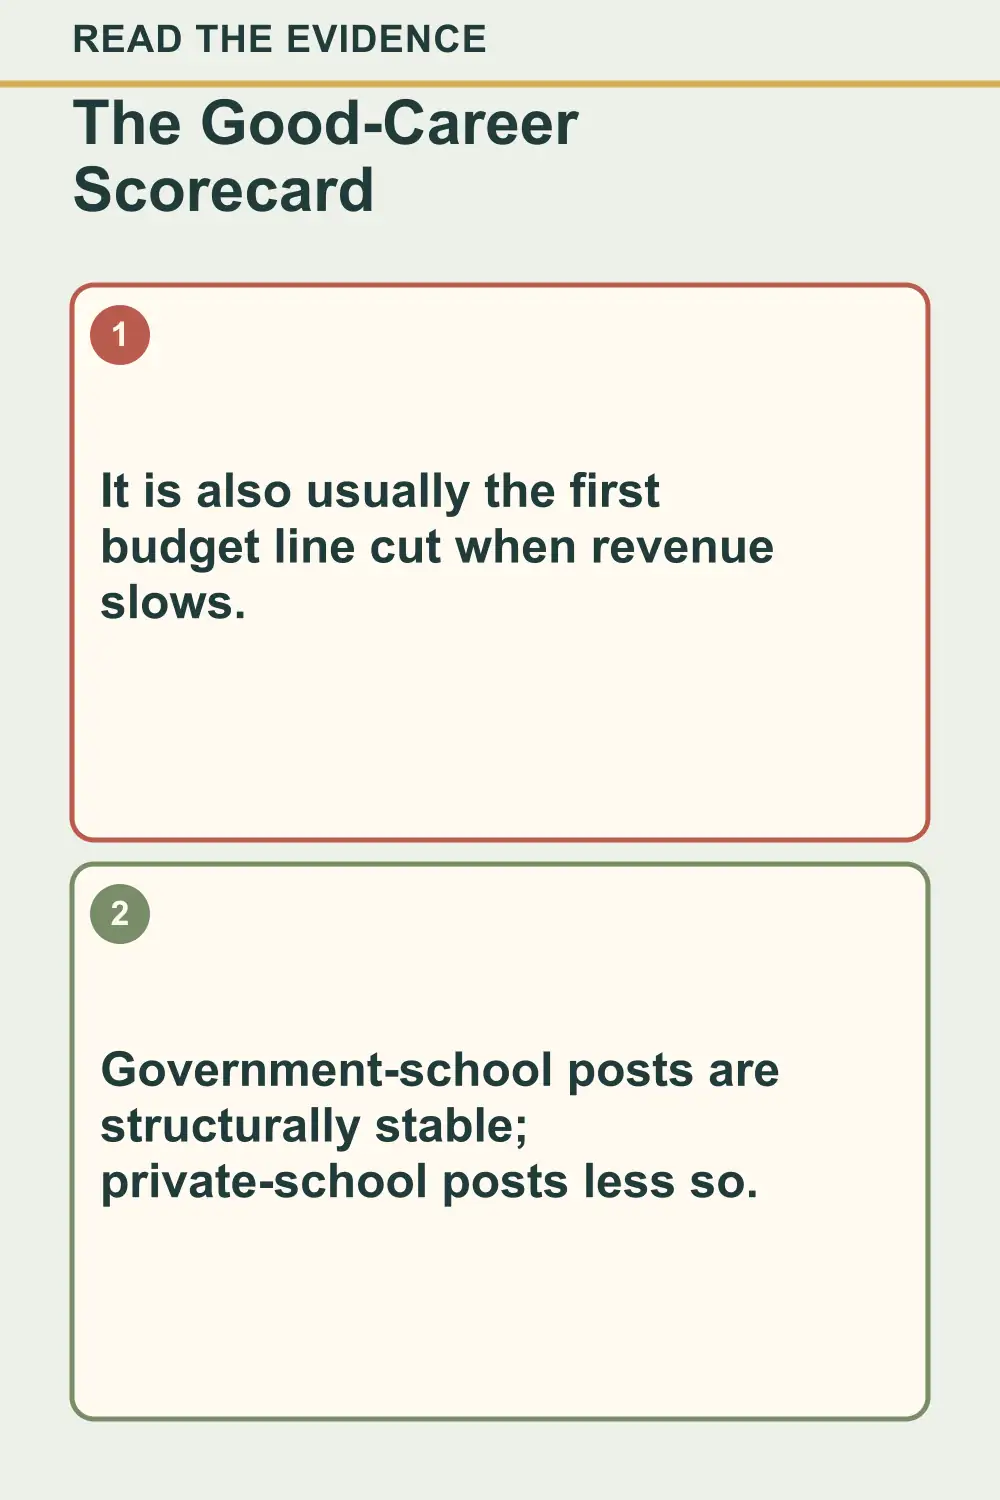 READ THE EVIDENCE
The Good-Career
Scorecard
1
It is also usually the first
budget line cut when revenue
slows.
2
Government-school posts are
structurally stable;
private-school posts less so.